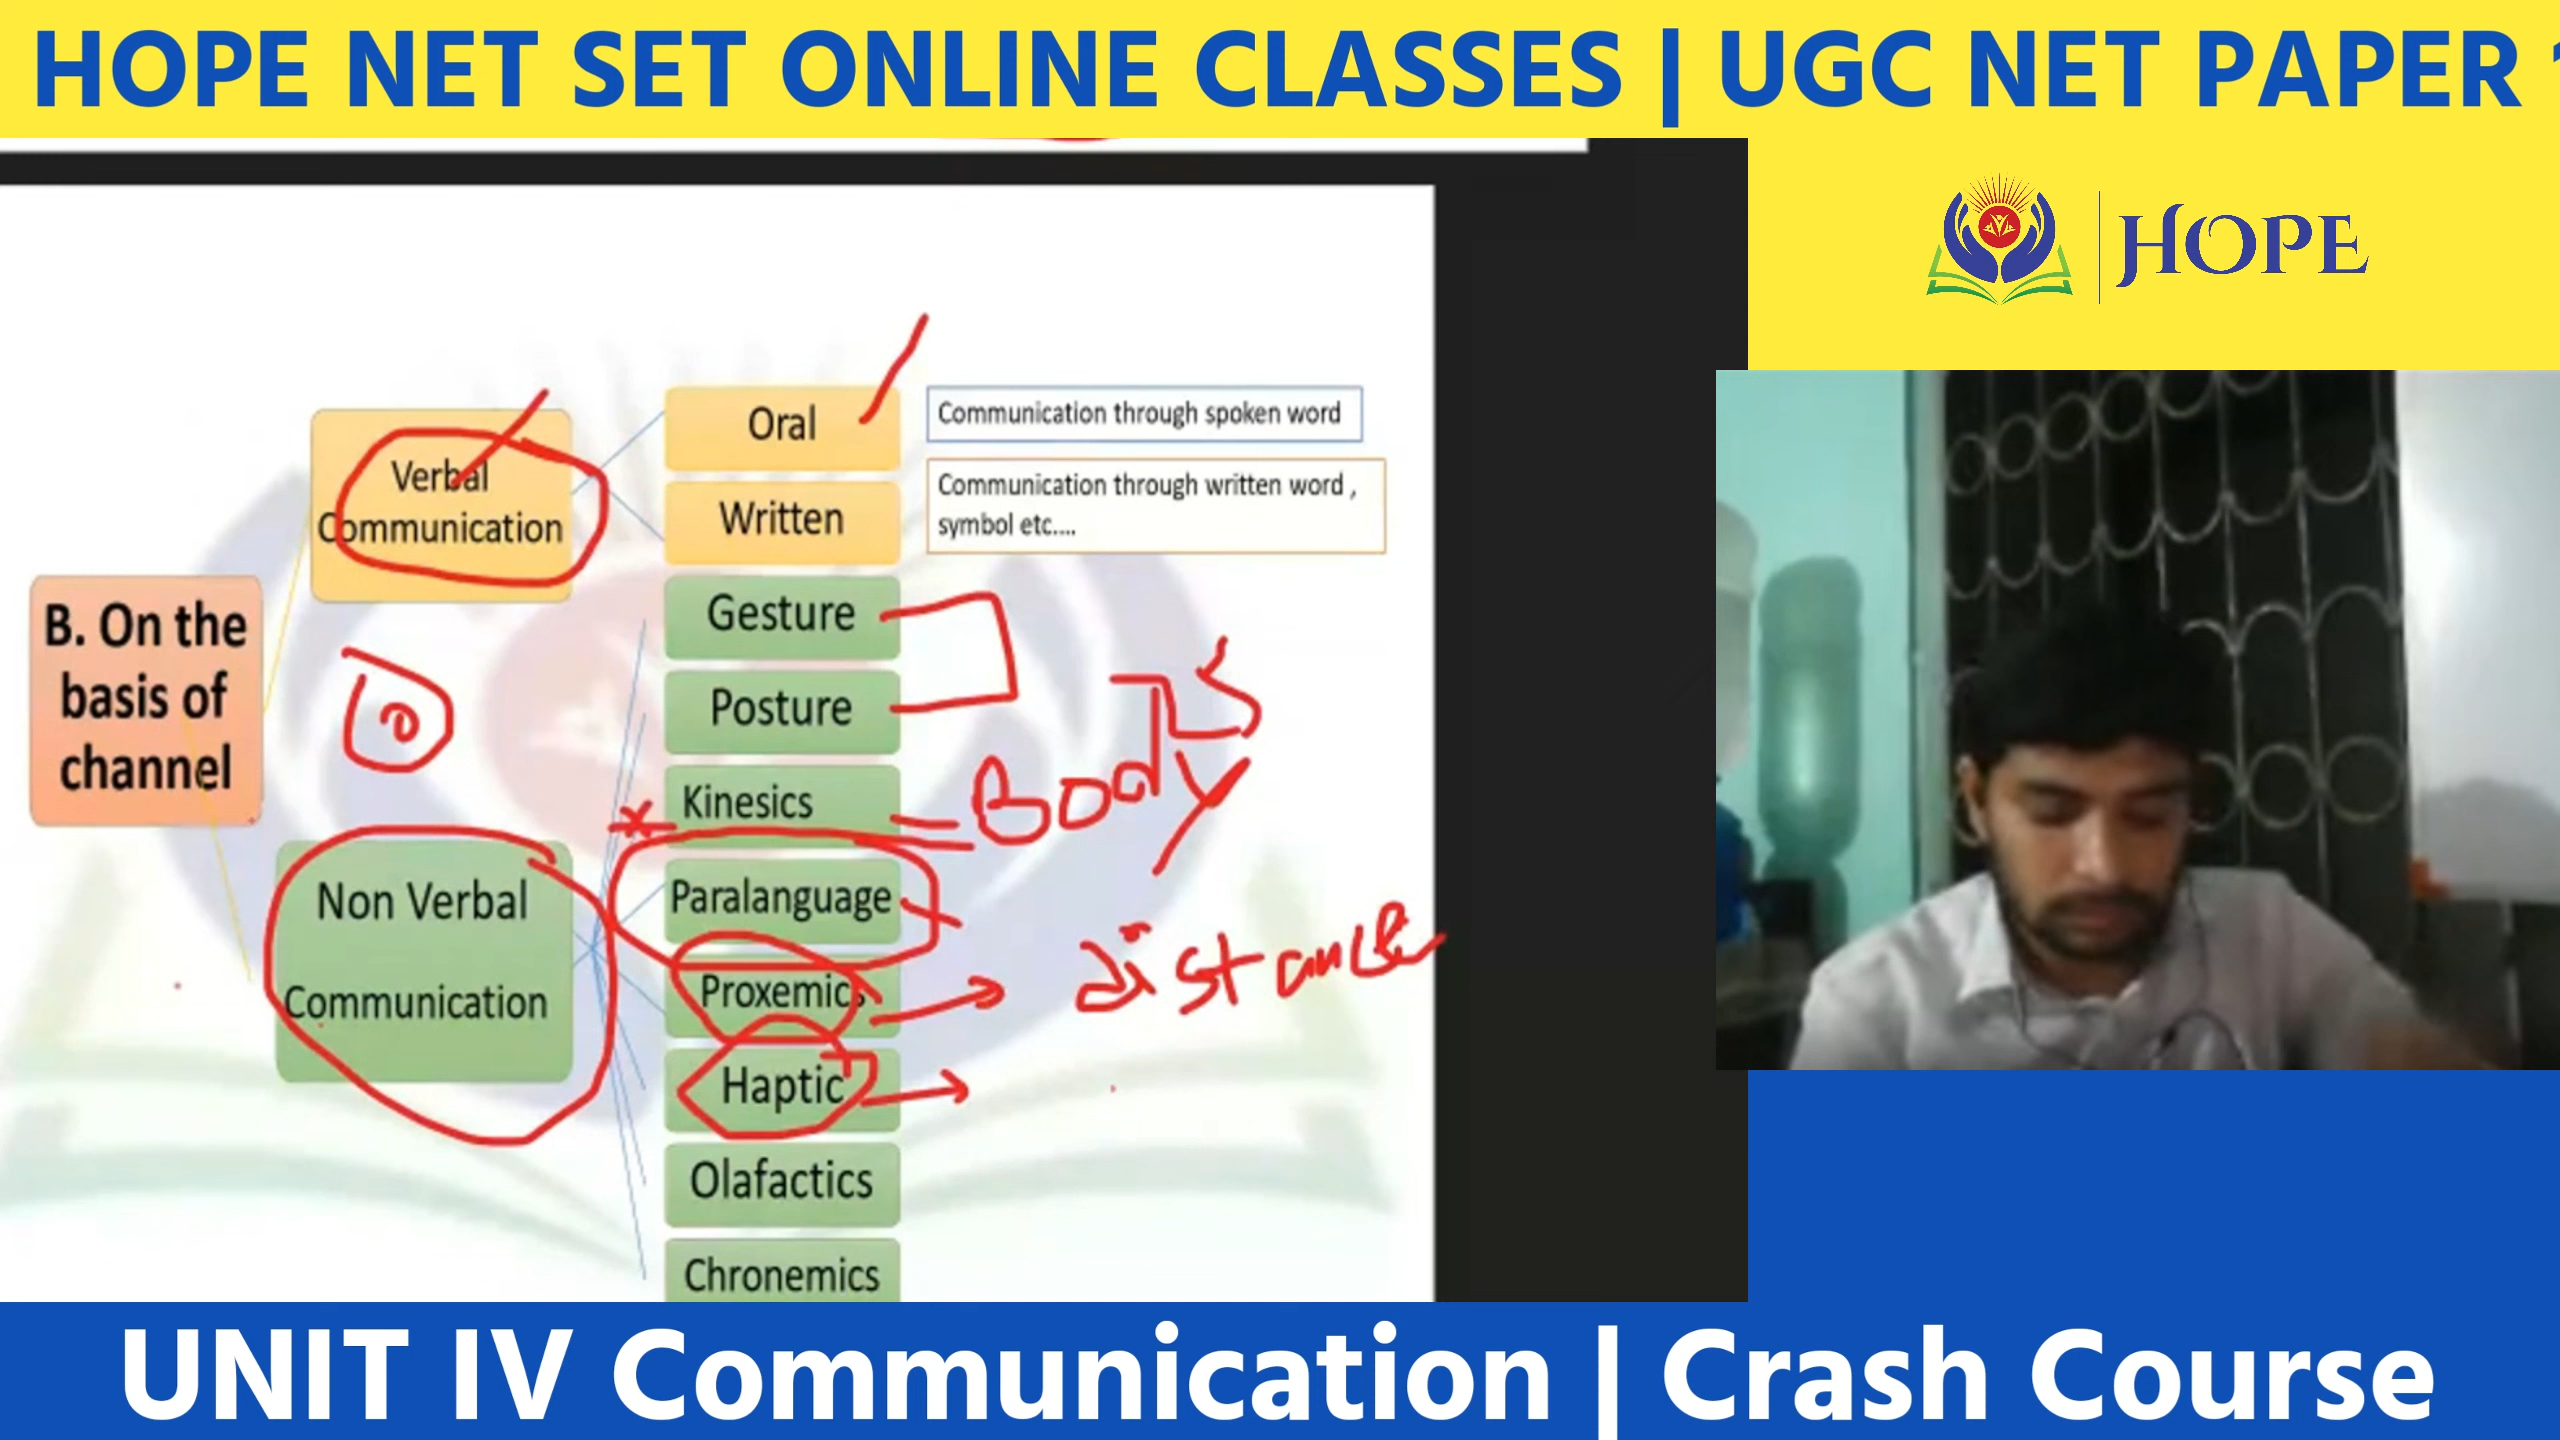 HOPE NET SET ONLINE CLASSES | UGC NET PAPER
HOPE
B. On the
basis of
channel
Verbal
Communication
Non Verbal
Communication
Oral
Communication through spoken word
Written
Communication through written word ,
symbol etc....
Gesture
Posture
Kinesics
Body
Paralanguage
Proxemics
distance
Haptic
Olafactics
Chronemics
UNIT IV Communication | Crash Course